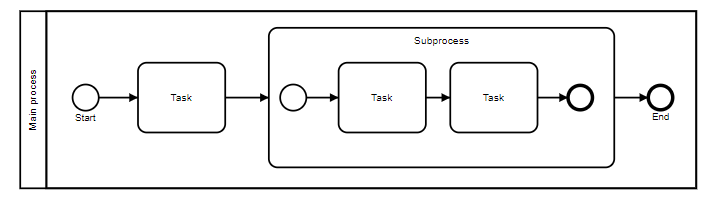 Main process
Start
Task
Subprocess
Task
Task
End